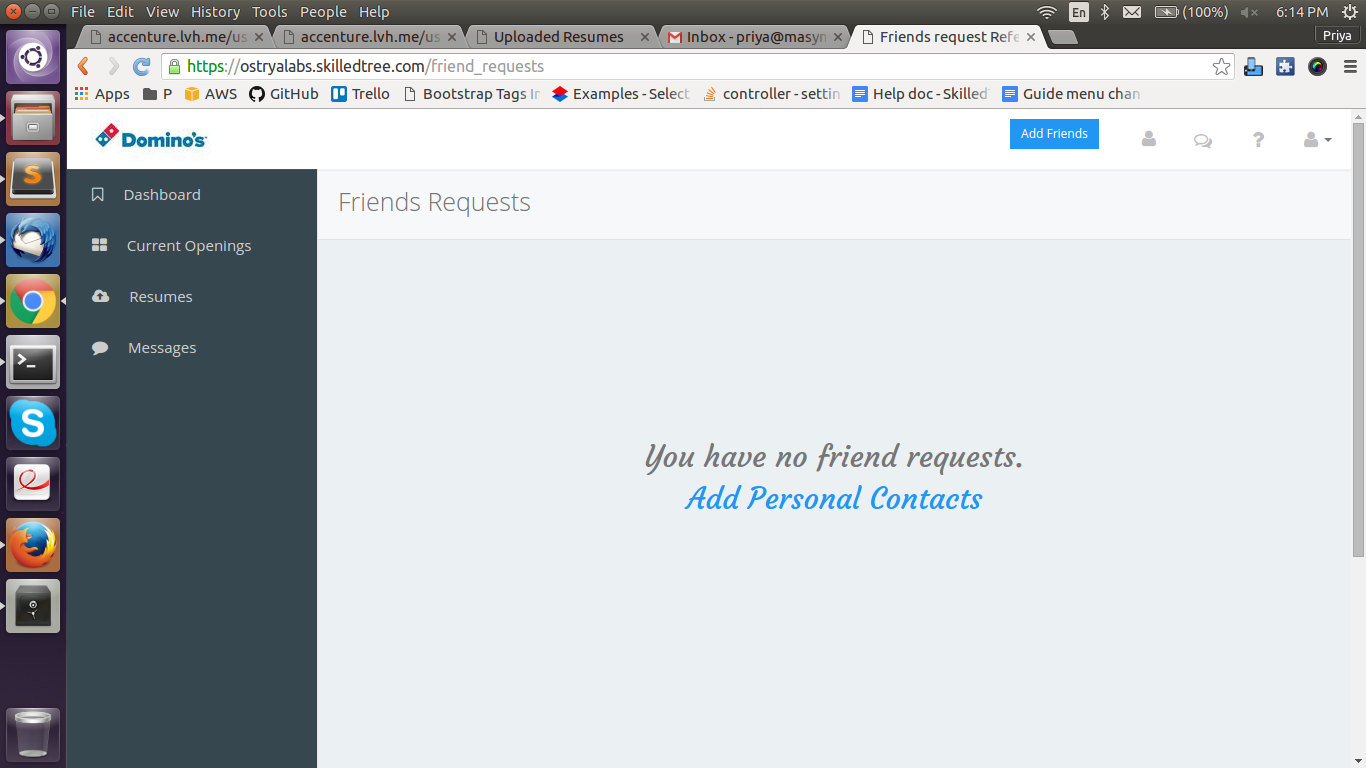 File Edit View History Tools People Help
En
(100%)
6:14 PM
accenture.lvh.me/us
accenture.lvh.me/us
Uploaded Resumes
Inbox - priya@masyn
Friends request Refe
Priya
https://ostryalabs.skilledtree.com/friend_requests
Apps
P
AWS
GitHub
Trello
Bootstrap Tags In
Examples - Select
controller - settin
Help doc - Skilled
Guide menu chan
Domino's
Add Friends
?
Dashboard
Friends Requests
Current Openings
Resumes
Messages
You have no friend requests.
Add Personal Contacts